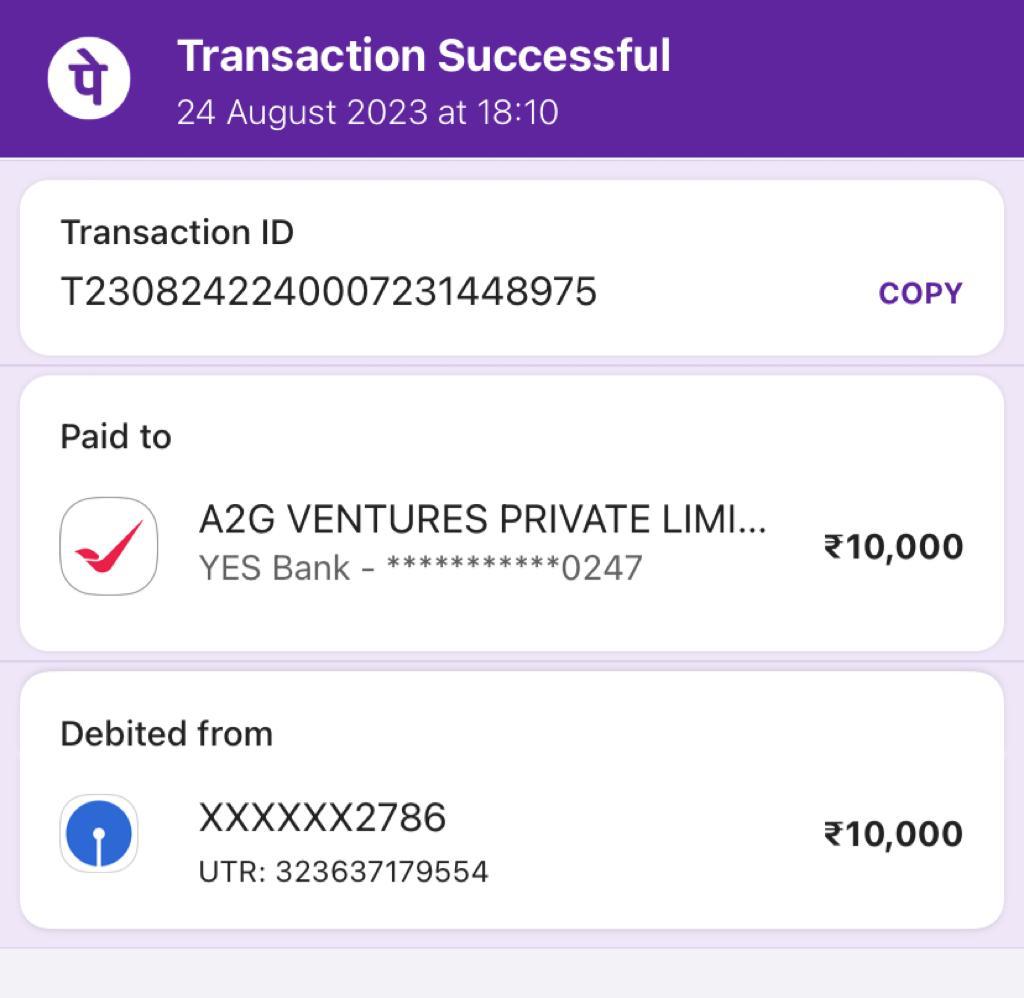 पे
Transaction Successful
24 August 2023 at 18:10
Transaction ID
T2308242240007231448975
COPY
Paid to
A2G VENTURES PRIVATE LIMI...
YES Bank - ***********0247
₹10,000
Debited from
XXXXXX2786
₹10,000
UTR: 323637179554